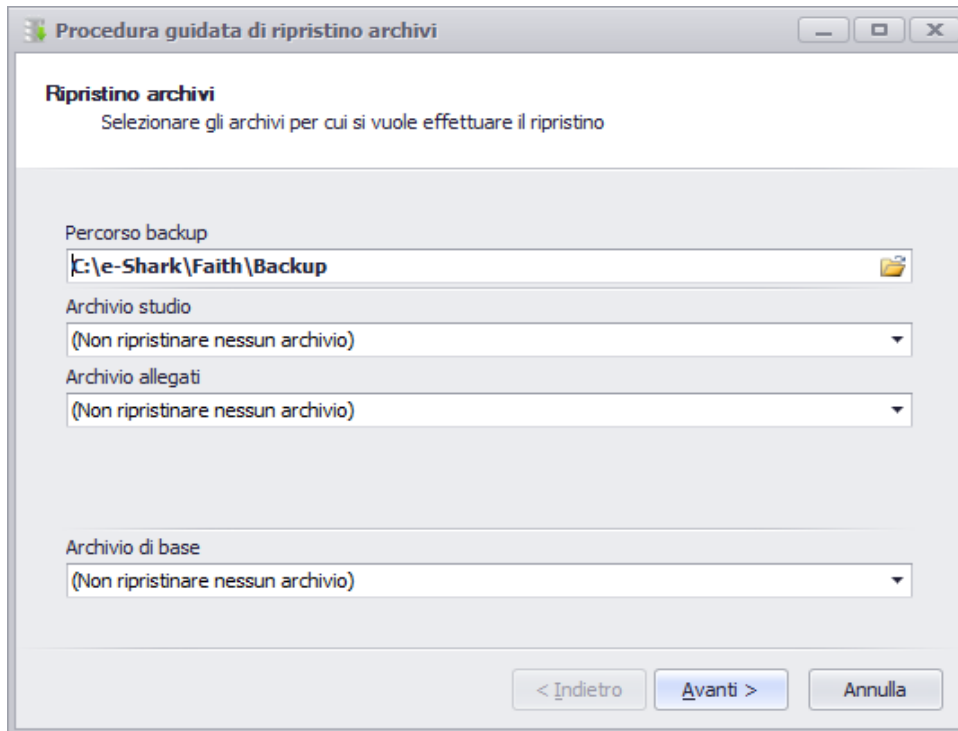 Procedura guidata di ripristino archivi
Ripristino archivi
Selezionare gli archivi per cui si vuole effettuare il ripristino
Percorso backup
C:\e-Shark\Faith\Backup
Archivio studio
(Non ripristinare nessun archivio)
Archivio allegati
(Non ripristinare nessun archivio)
Archivio di base
(Non ripristinare nessun archivio)
< Indietro Avanti > Annulla